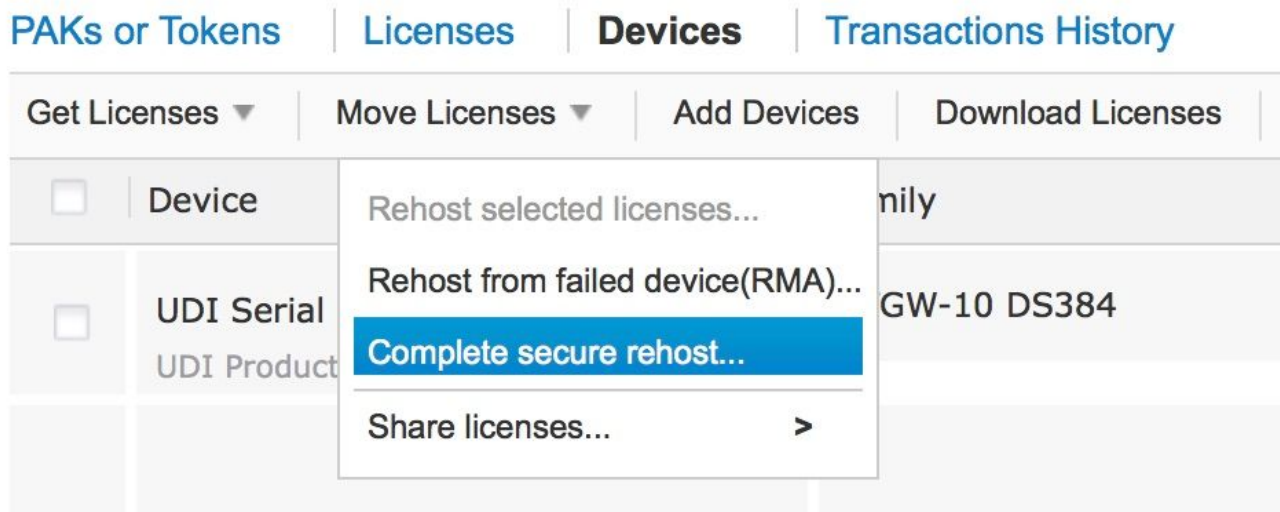 PAKs or Tokens Licenses Devices Transactions History
Get Licenses Move Licenses Add Devices Download Licenses
Device
Rehost selected licenses...
Rehost from failed device(RMA)...
UDI Serial GW-10 DS384
Complete secure rehost...
UDI Product
Share licenses... >